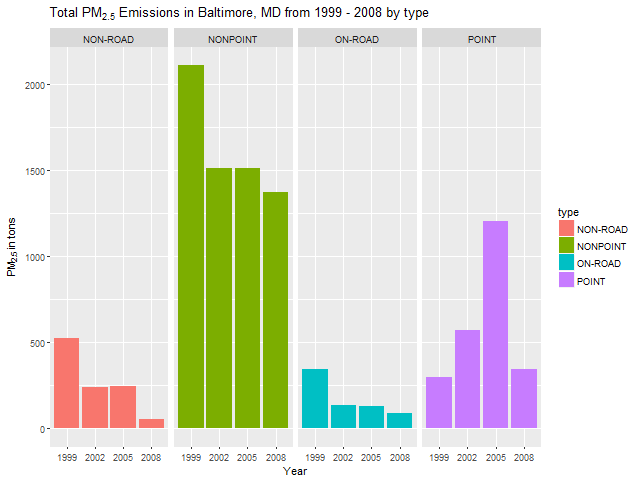 Total PM2.5 Emissions in Baltimore, MD from 1999 - 2008 by type
NON-ROAD NONPOINT ON-ROAD POINT
2000
1500
1000
500
0
PM2.5 in tons
1999 2002 2005 2008 1999 2002 2005 2008 1999 2002 2005 2008 1999 2002 2005 2008
Year
type
NON-ROAD
NONPOINT
ON-ROAD
POINT